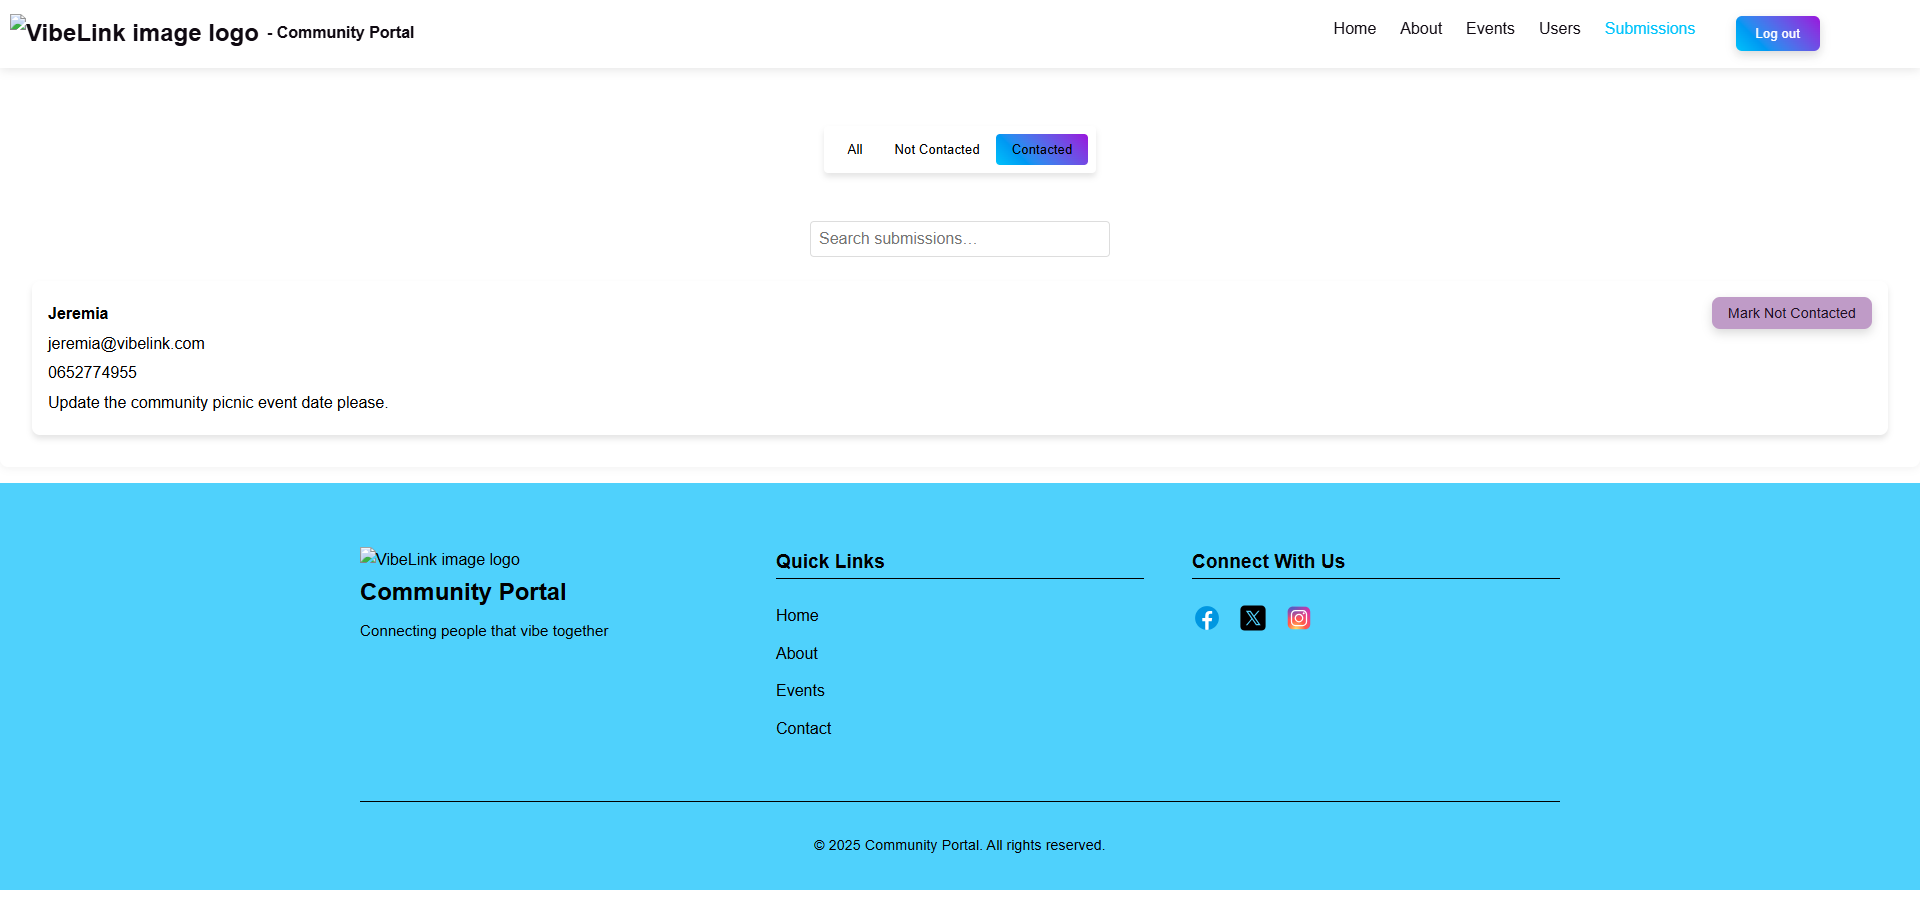 VibeLink image logo - Community Portal
Home About Events Users Submissions Log out
All Not Contacted Contacted
Search submissions...
Jeremia
Mark Not Contacted
jeremia@vibelink.com
0652774955
Update the community picnic event date please.
VibeLink image logo
Community Portal
Connecting people that vibe together
Quick Links
Home
About
Events
Contact
Connect With Us
© 2025 Community Portal. All rights reserved.